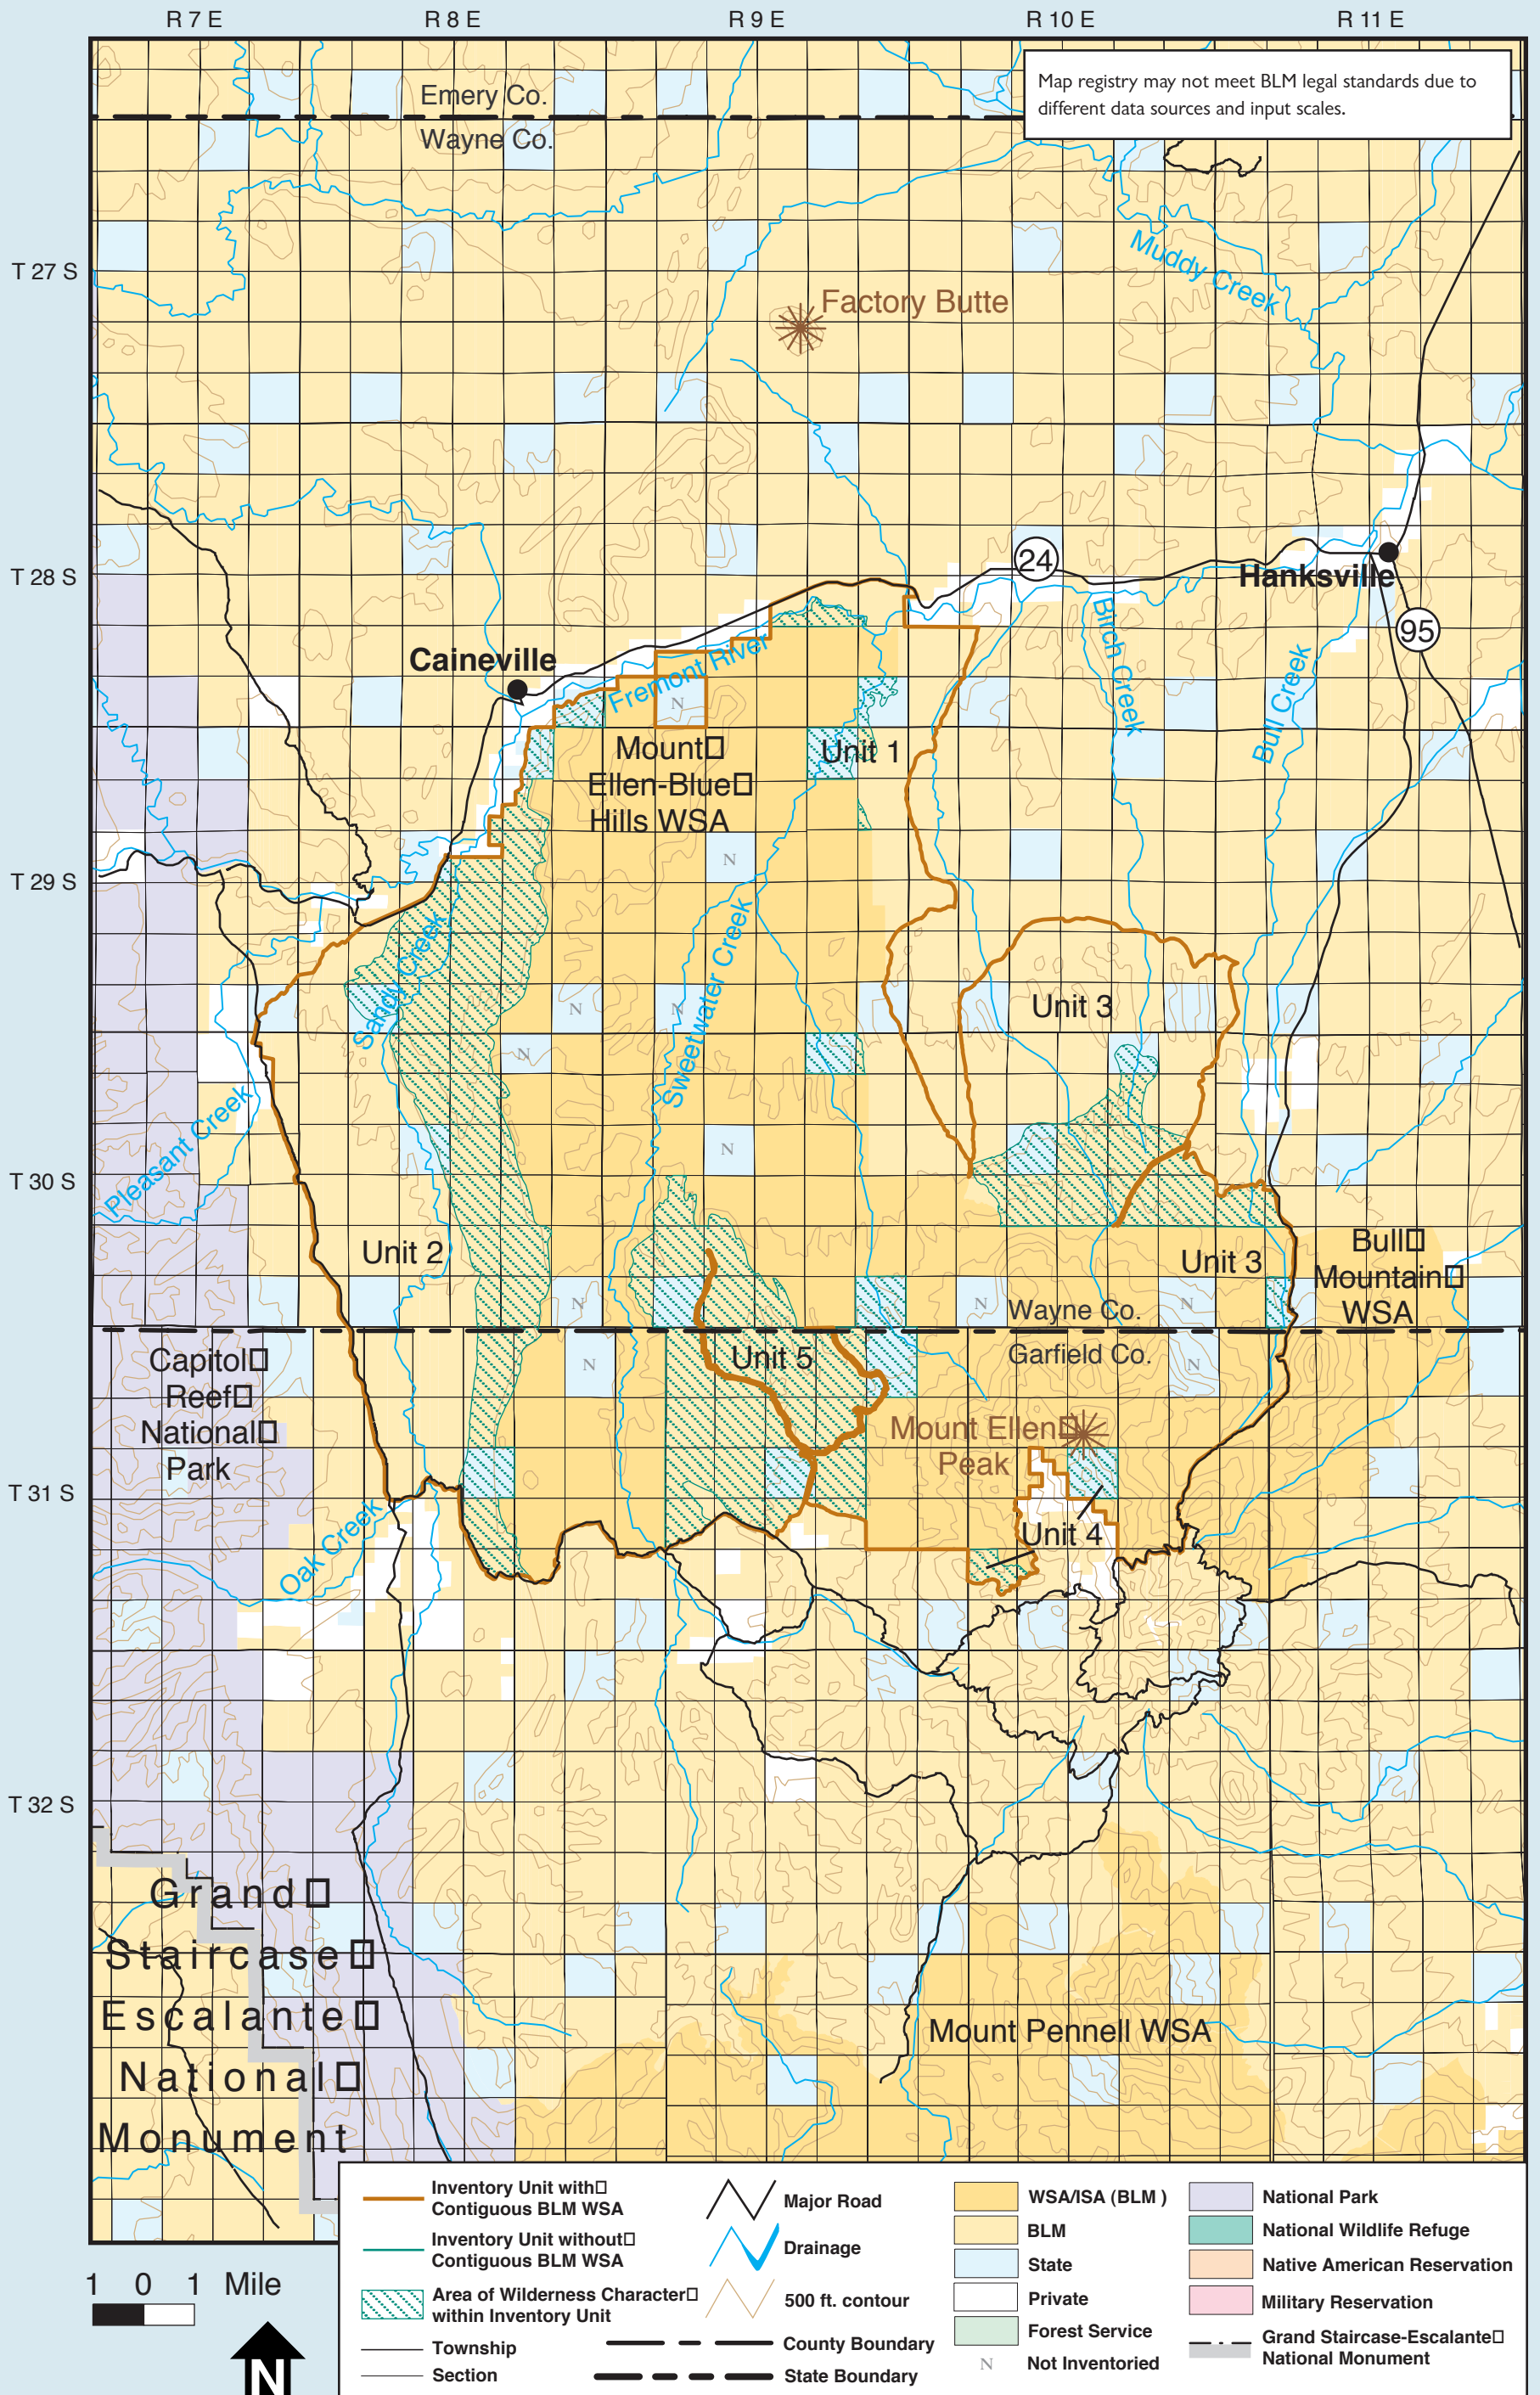 R 7 E R 8 E R 9 E R 10 E R 11 E
Map registry may not meet BLM legal standards due to
different data sources and input scales.
Emery Co.
Wayne Co.
Muddy Creek
T 27 S
Factory Butte
24
Hanksville
T 28 S
95
Birch Creek
Bull Creek
Caineville
Fremont River
N
Mount□
Ellen-Blue□
Hills WSA
Unit 1
N
T 29 S
Sandy Creek
Sweetwater Creek
N
N
Unit 3
N
Pleasant Creek
N
T 30 S
Unit 2
Unit 3
Bull□
Mountain□
WSA
N
N
N
Wayne Co.
Garfield Co.
Capitol□
Reef□
National□
Park
N
Unit 5
N
Mount Ellen□
Peak
T 31 S
Oak Creek
Unit 4
T 32 S
Grand□
Staircase□
Escalante□
National□
Monument
Mount Pennell WSA
1 0 1 Mile
N
Inventory Unit with□
Contiguous BLM WSA
Inventory Unit without□
Contiguous BLM WSA
Area of Wilderness Character□
within Inventory Unit
Township
Section
Major Road
Drainage
500 ft. contour
County Boundary
State Boundary
WSA/ISA (BLM )
BLM
State
Private
Forest Service
N Not Inventoried
National Park
National Wildlife Refuge
Native American Reservation
Military Reservation
Grand Staircase-Escalante□
National Monument